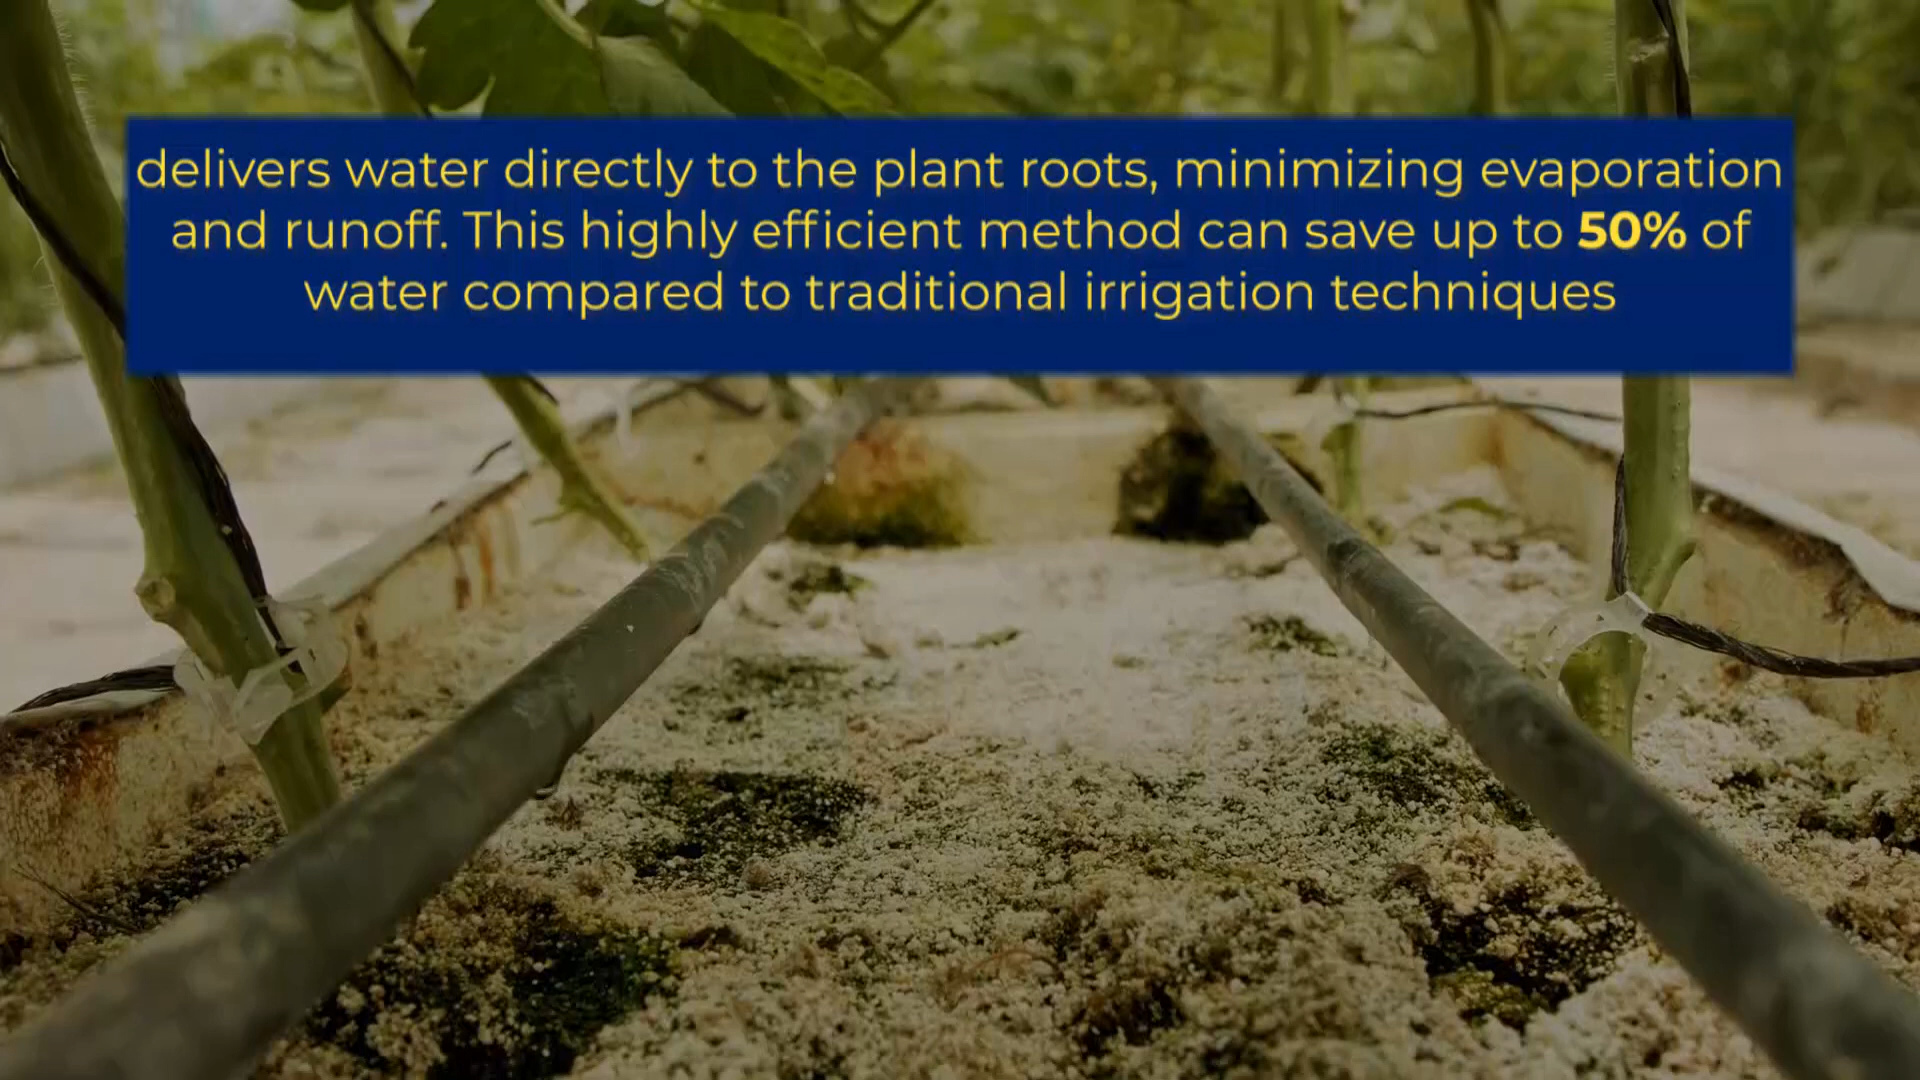 delivers water directly to the plant roots, minimizing evaporation
and runoff. This highly efficient method can save up to 50% of
water compared to traditional irrigation techniques